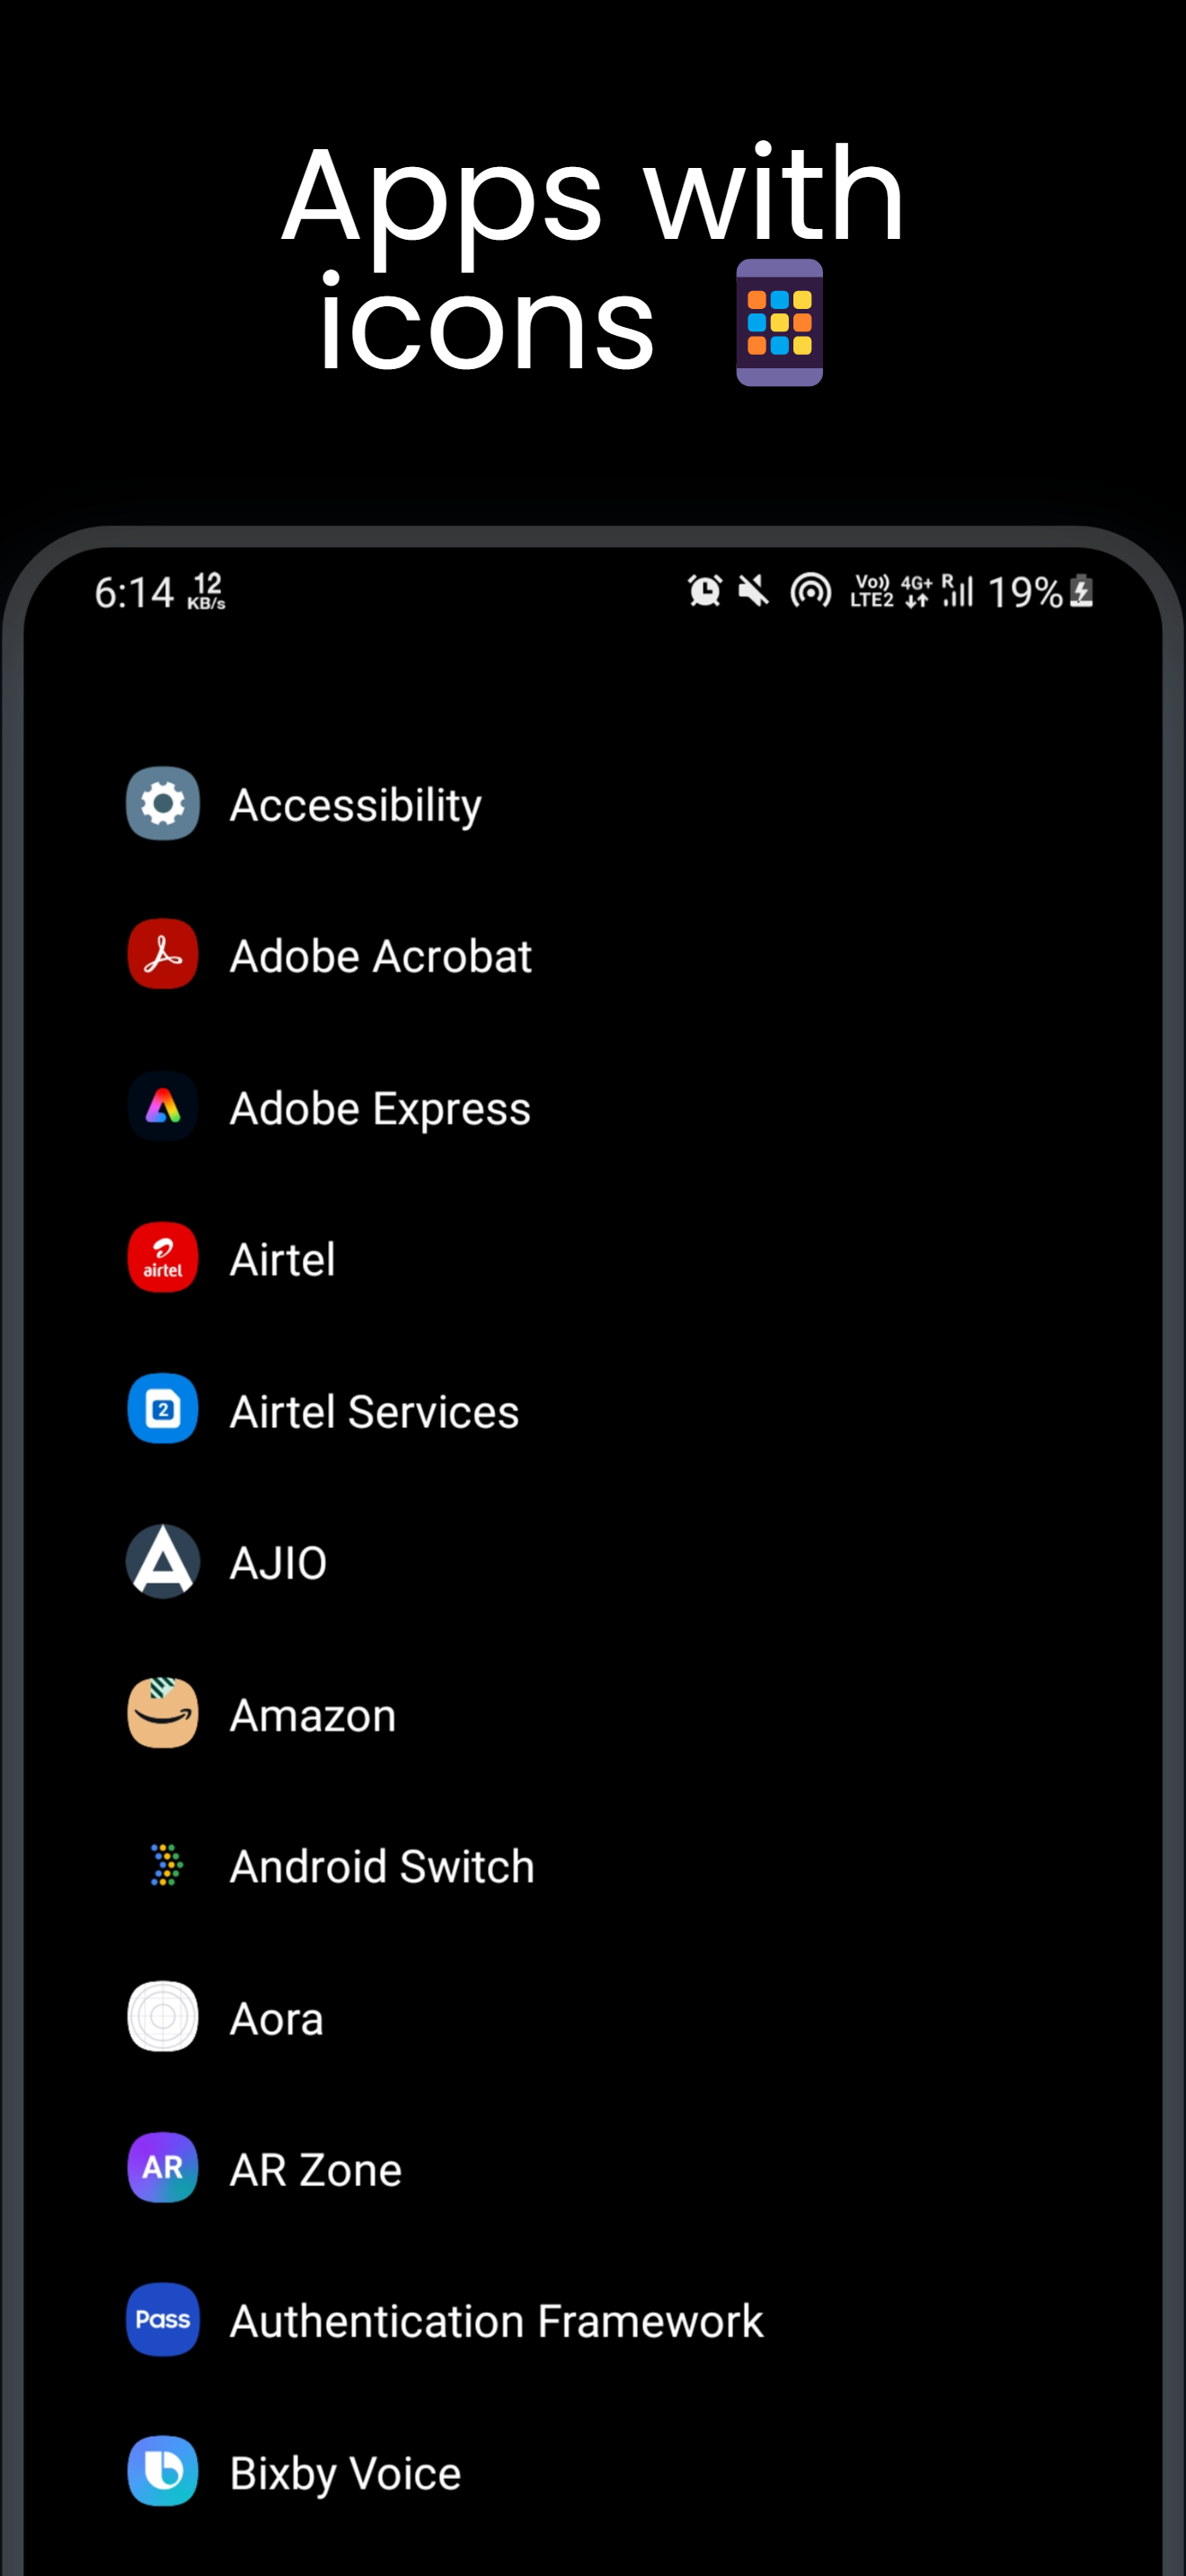 Apps with
icons
6:14 12 KB/s Vo)) LTE2 4G+ R 19%
Accessibility
Adobe Acrobat
Adobe Express
airtel Airtel
2 Airtel Services
AJIO
Amazon
Android Switch
Aora
AR AR Zone
Pass Authentication Framework
Bixby Voice